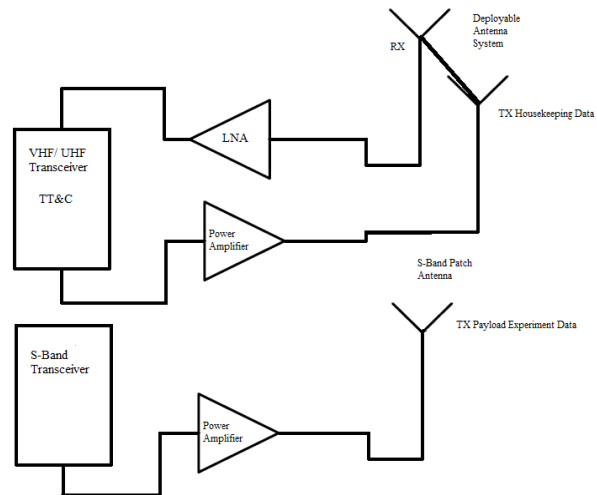 Deployable
Antenna
System
RX
TX Housekeeping Data
LNA
VHF/ UHF
Transceiver
TT&C
Power
Amplifier
S-Band Patch
Antenna
TX Payload Experiment Data
S-Band
Transceiver
Power
Amplifier